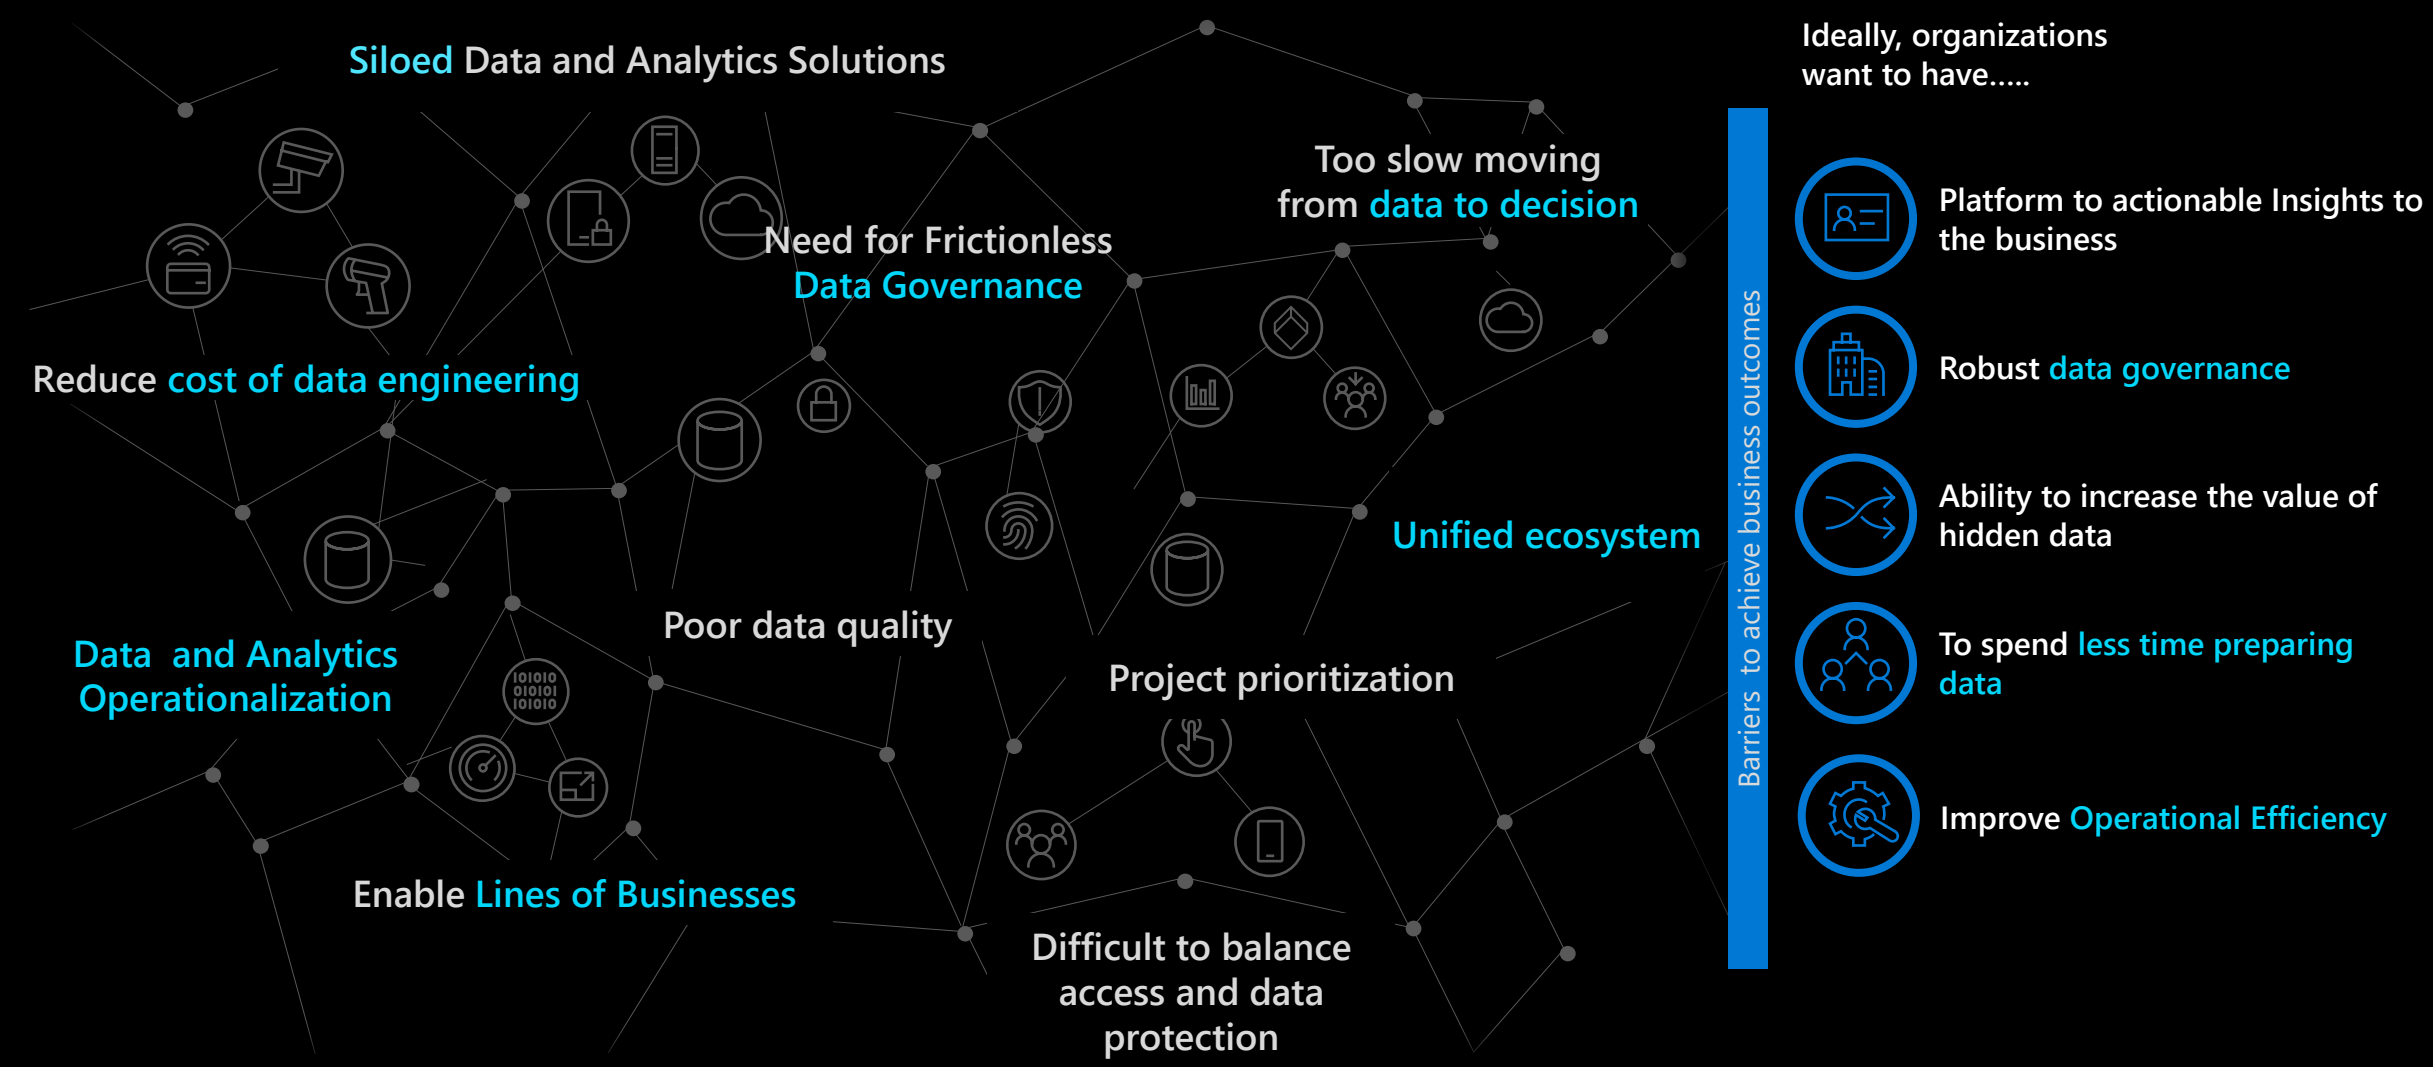 Siloed Data and Analytics Solutions
Too slow moving
from data to decision
Need for Frictionless
Data Governance
Reduce cost of data engineering
Unified ecosystem
Poor data quality
Data  and Analytics
Operationalization
Project prioritization
101010
010101
101010
Enable Lines of Businesses
Difficult to balance
access and data
protection
Barriers  to achieve business outcomes
Ideally, organizations
want to have…..
Platform to actionable Insights to
the business
Robust data governance
Ability to increase the value of
hidden data
To spend less time preparing
data
Improve Operational Efficiency